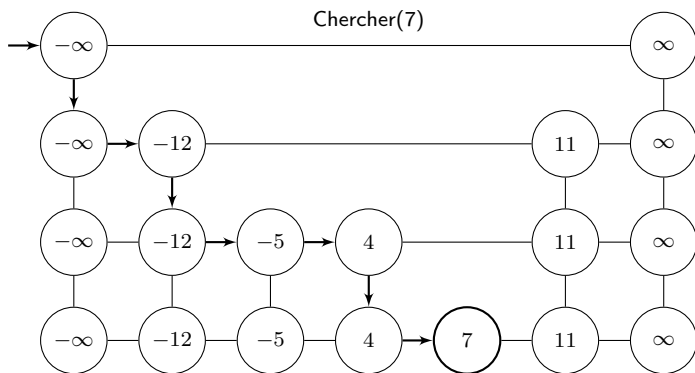 Chercher(7)
−∞ ∞
−∞ −12 11 ∞
−∞ −12 −5 4 11 ∞
−∞ −12 −5 4 7 11 ∞